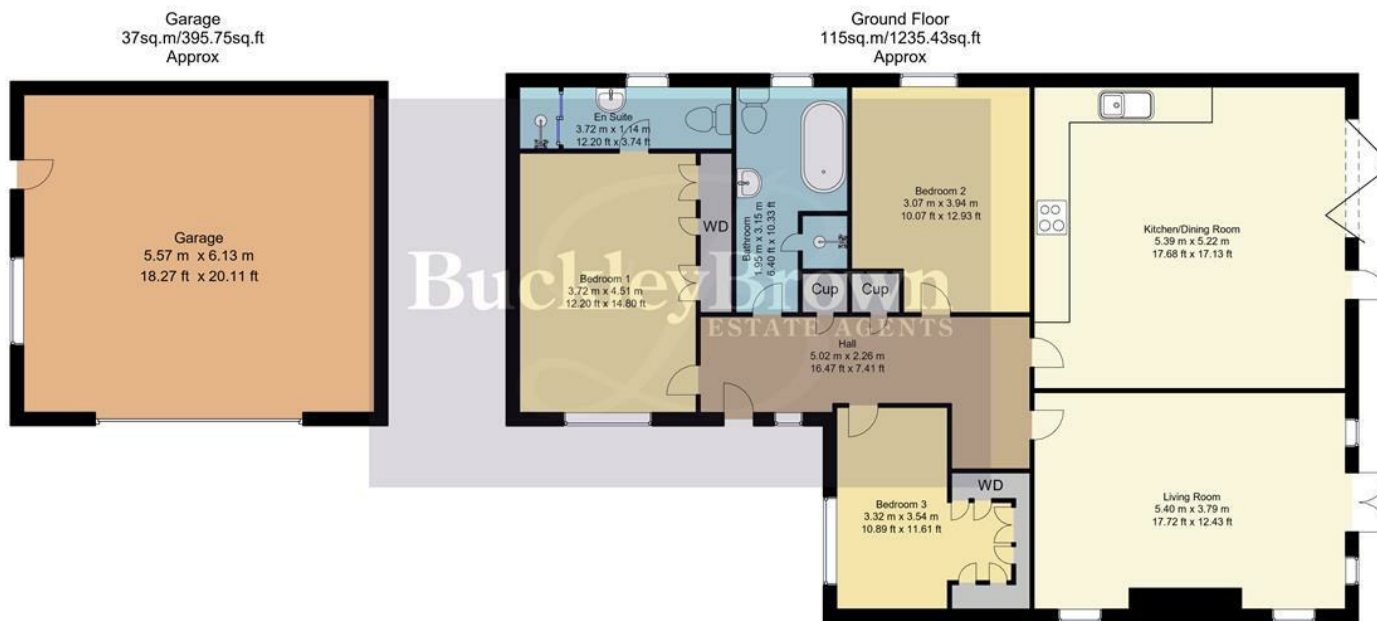 Garage
37sq.m/395.75sq.ft
Approx
Ground Floor
115sq.m/1235.43sq.ft
Approx
Garage
5.57 m x 6.13 m
18.27 ft x 20.11 ft
En Suite
3.72 m x 1.14 m
12.20 ft x 3.74 ft
Bedroom 1
3.72 m x 4.51 m
12.20 ft x 14.80 ft
WD
Bathroom
1.95 m x 3.15 m
6.40 ft x 10.33 ft
Cup
Cup
Bedroom 2
3.07 m x 3.94 m
10.07 ft x 12.93 ft
Kitchen/Dining Room
5.39 m x 5.22 m
17.68 ft x 17.13 ft
BuckleyBrown
ESTATE AGENTS
Hall
5.02 m x 2.26 m
16.47 ft x 7.41 ft
Bedroom 3
3.32 m x 3.54 m
10.89 ft x 11.61 ft
WD
Living Room
5.40 m x 3.79 m
17.72 ft x 12.43 ft